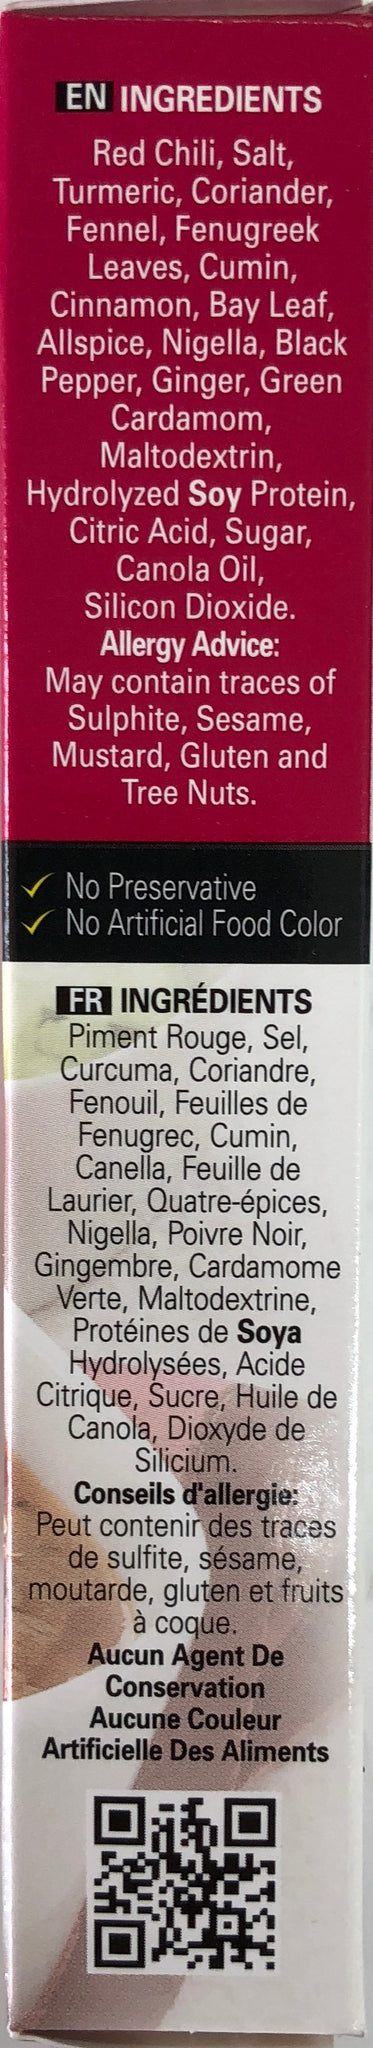 EN INGREDIENTS
Red Chili, Salt,
Turmeric, Coriander,
Fennel, Fenugreek
Leaves, Cumin,
Cinnamon, Bay Leaf,
Allspice, Nigella, Black
Pepper, Ginger, Green
Cardamom,
Maltodextrin,
Hydrolyzed Soy Protein,
Citric Acid, Sugar,
Canola Oil,
Silicon Dioxide.
Allergy Advice:
May contain traces of
Sulphite, Sesame,
Mustard, Gluten and
Tree Nuts.
✓ No Preservative
✓ No Artificial Food Color
FR INGRÉDIENTS
Piment Rouge, Sel,
Curcuma, Coriandre,
Fenouil, Feuilles de
Fenugrec, Cumin,
Canella, Feuille de
Laurier, Quatre-épices,
Nigella, Poivre Noir,
Gingembre, Cardamome
Verte, Maltodextrine,
Protéines de Soya
Hydrolysées, Acide
Citrique, Sucre, Huile de
Canola, Dioxyde de
Silicium.
Conseils d'allergie:
Peut contenir des traces
de sulfite, sésame,
moutarde, gluten et fruits
à coque.
Aucun Agent De
Conservation
Aucune Couleur
Artificielle Des Aliments